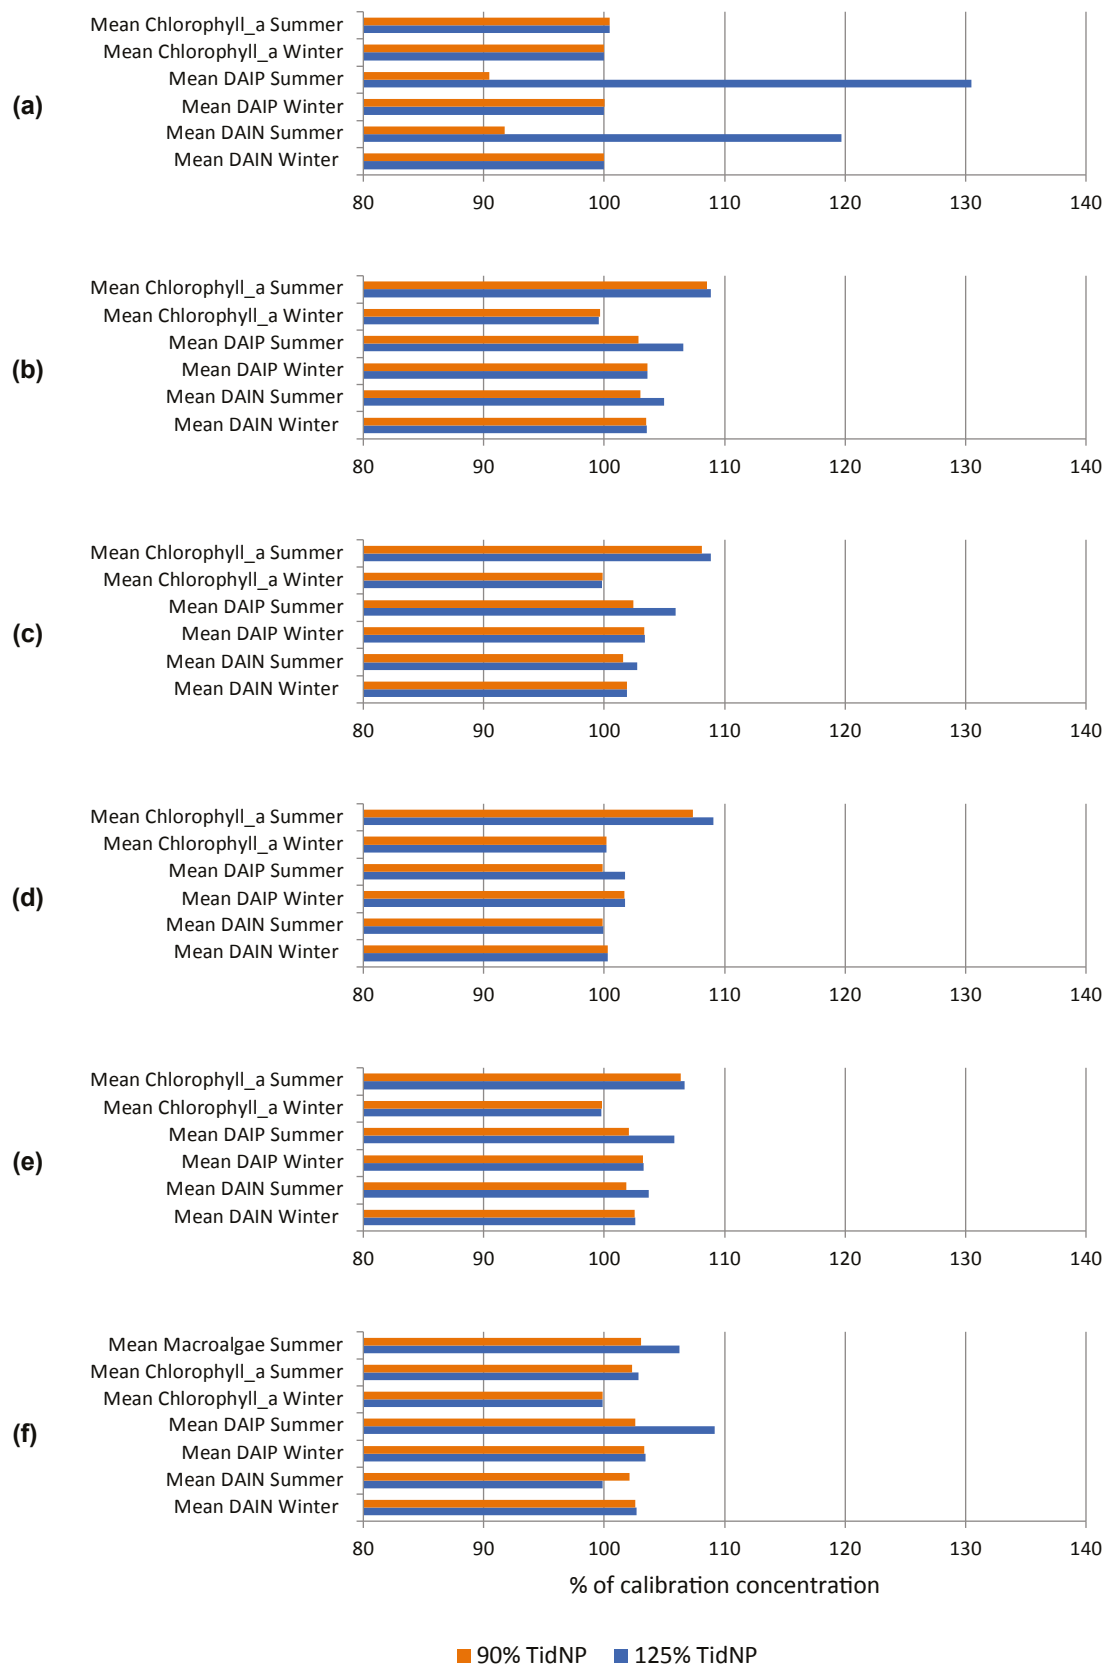 (a)
Mean Chlorophyll_a Summer
Mean Chlorophyll_a Winter
Mean DAIP Summer
Mean DAIP Winter
Mean DAIN Summer
Mean DAIN Winter
80 90 100 110 120 130 140
(b)
Mean Chlorophyll_a Summer
Mean Chlorophyll_a Winter
Mean DAIP Summer
Mean DAIP Winter
Mean DAIN Summer
Mean DAIN Winter
80 90 100 110 120 130 140
(c)
Mean Chlorophyll_a Summer
Mean Chlorophyll_a Winter
Mean DAIP Summer
Mean DAIP Winter
Mean DAIN Summer
Mean DAIN Winter
80 90 100 110 120 130 140
(d)
Mean Chlorophyll_a Summer
Mean Chlorophyll_a Winter
Mean DAIP Summer
Mean DAIP Winter
Mean DAIN Summer
Mean DAIN Winter
80 90 100 110 120 130 140
(e)
Mean Chlorophyll_a Summer
Mean Chlorophyll_a Winter
Mean DAIP Summer
Mean DAIP Winter
Mean DAIN Summer
Mean DAIN Winter
80 90 100 110 120 130 140
(f)
Mean Macroalgae Summer
Mean Chlorophyll_a Summer
Mean Chlorophyll_a Winter
Mean DAIP Summer
Mean DAIP Winter
Mean DAIN Summer
Mean DAIN Winter
80 90 100 110 120 130 140
% of calibration concentration
90% TidNP 125% TidNP